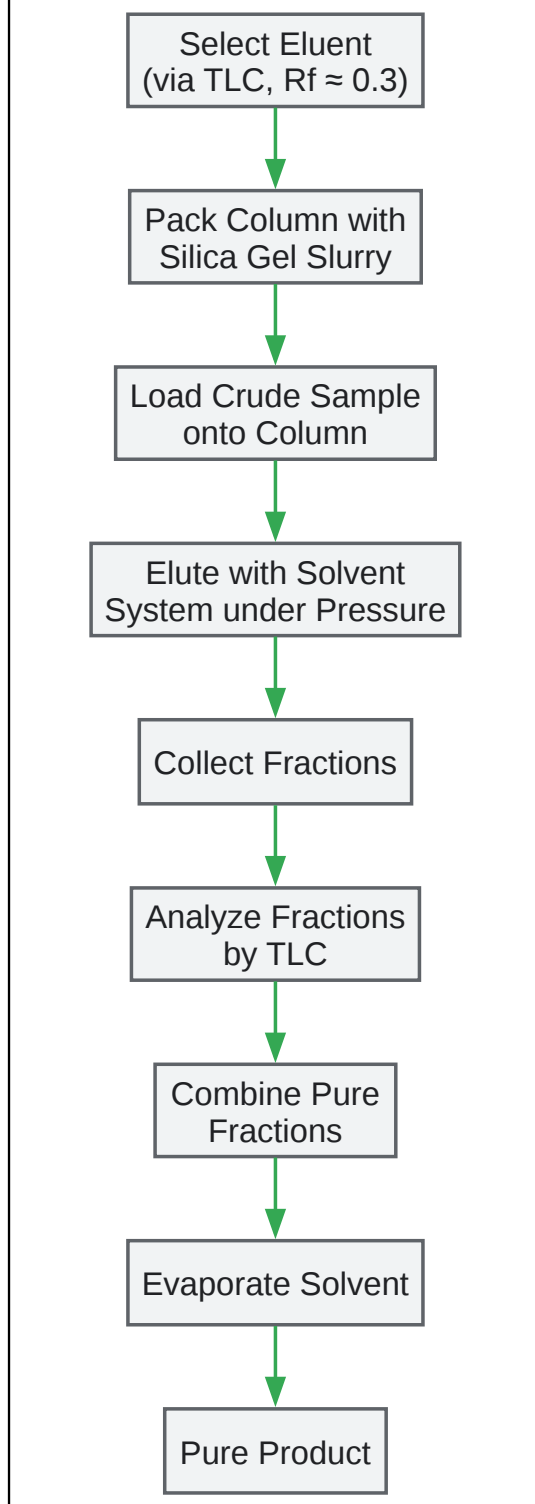 Select Eluent
(via TLC, Rf ≈ 0.3)
Pack Column with
Silica Gel Slurry
Load Crude Sample
onto Column
Elute with Solvent
System under Pressure
Collect Fractions
Analyze Fractions
by TLC
Combine Pure
Fractions
Evaporate Solvent
Pure Product